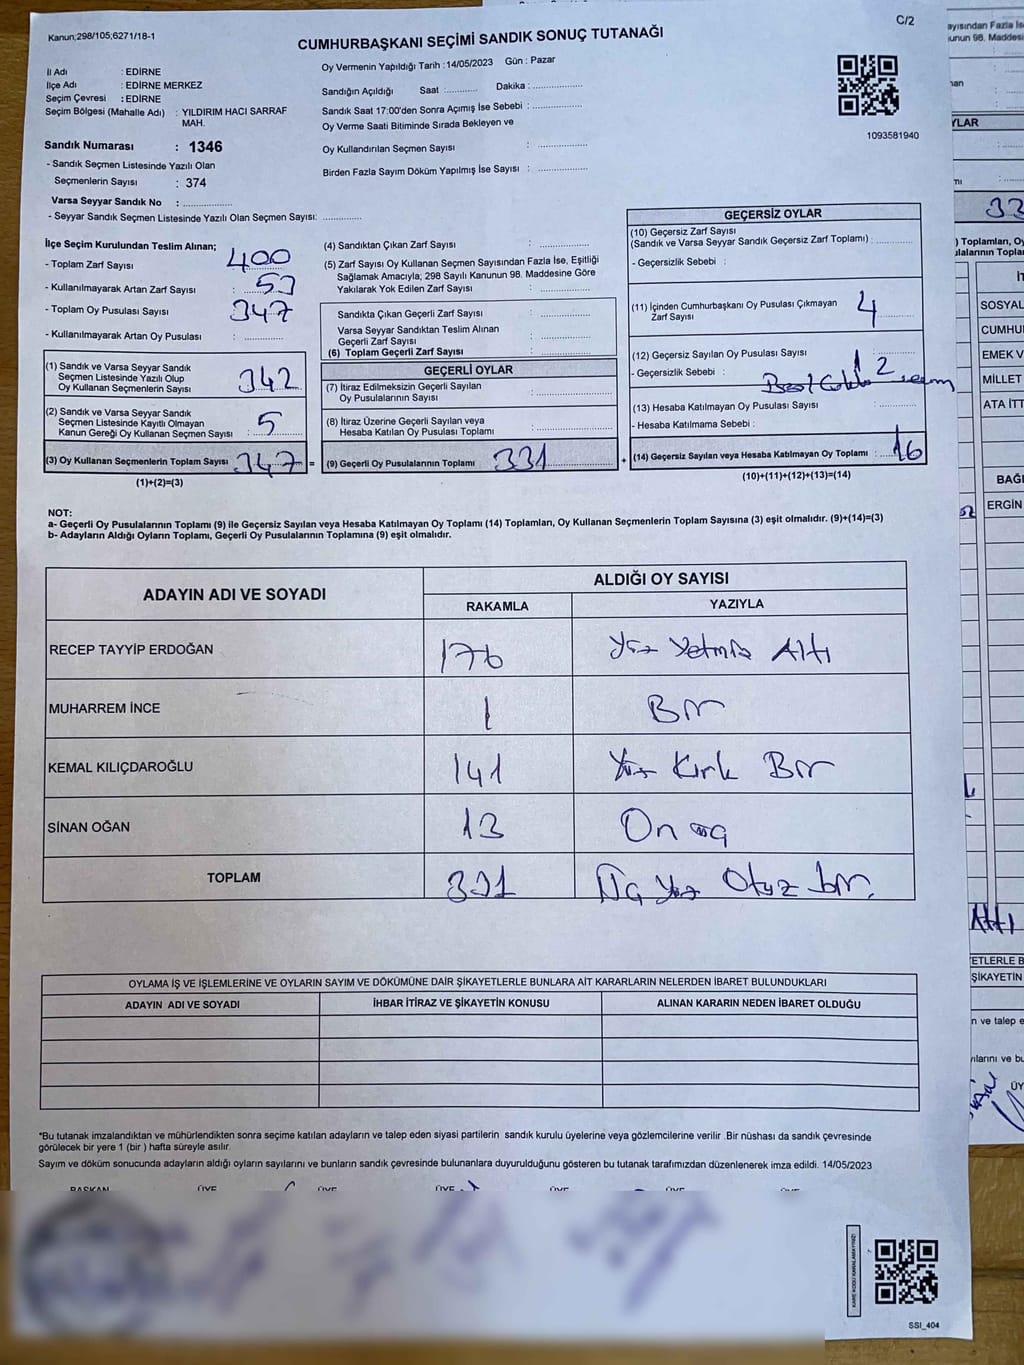 C/2
Kanun;298/105;6271/18-1
CUMHURBAŞKANI SEÇİMİ SANDIK SONUÇ TUTANAĞI
İl Adı : EDİRNE
İlçe Adı : EDİRNE MERKEZ
Seçim Çevresi : EDİRNE
Seçim Bölgesi (Mahalle Adı) : YILDIRIM HACI SARRAF
MAH.
Sandık Numarası : 1346
- Sandık Seçmen Listesinde Yazılı Olan
Seçmenlerin Sayısı : 374
Varsa Seyyar Sandık No :
- Seyyar Sandık Seçmen Listesinde Yazılı Olan Seçmen Sayısı:
Oy Vermenin Yapıldığı Tarih :14/05/2023 Gün : Pazar
Sandığın Açıldığı Saat : Dakika :
Sandık Saat 17:00'den Sonra Açımış İse Sebebi :
Oy Verme Saati Bitiminde Sırada Bekleyen ve
Oy Kullandırılan Seçmen Sayısı :
Birden Fazla Sayım Döküm Yapılmış İse Sayısı :
1093581940
İlçe Seçim Kurulundan Teslim Alınan;
- Toplam Zarf Sayısı : 400
- Kullanılmayarak Artan Zarf Sayısı : 53
- Toplam Oy Pusulası Sayısı : 347
- Kullanılmayarak Artan Oy Pusulası :
(1) Sandık ve Varsa Seyyar Sandık
Seçmen Listesinde Yazılı Olup
Oy Kullanan Seçmenlerin Sayısı : 342
(2) Sandık ve Varsa Seyyar Sandık
Seçmen Listesinde Kayıtlı Olmayan
Kanun Gereği Oy Kullanan Seçmen Sayısı : 5
(3) Oy Kullanan Seçmenlerin Toplam Sayısı : 347 =
(1)+(2)=(3)
(4) Sandıktan Çıkan Zarf Sayısı :
(5) Zarf Sayısı Oy Kullanan Seçmen Sayısından Fazla İse, Eşitliği
Sağlamak Amacıyla; 298 Sayılı Kanunun 98. Maddesine Göre
Yakılarak Yok Edilen Zarf Sayısı :
Sandıkta Çıkan Geçerli Zarf Sayısı :
Varsa Seyyar Sandıktan Teslim Alınan
Geçerli Zarf Sayısı :
(6) Toplam Geçerli Zarf Sayısı :
GEÇERLİ OYLAR
(7) İtiraz Edilmeksizin Geçerli Sayılan
Oy Pusulalarının Sayısı :
(8) İtiraz Üzerine Geçerli Sayılan veya
Hesaba Katılan Oy Pusulası Toplamı :
(9) Geçerli Oy Pusulalarının Toplamı : 331 +
GEÇERSİZ OYLAR
(10) Geçersiz Zarf Sayısı
(Sandık ve Varsa Seyyar Sandık Geçersiz Zarf Toplamı) :
- Geçersizlik Sebebi :
(11) İçinden Cumhurbaşkanı Oy Pusulası Çıkmayan
Zarf Sayısı : 4
(12) Geçersiz Sayılan Oy Pusulası Sayısı : 12
- Geçersizlik Sebebi :
(13) Hesaba Katılmayan Oy Pusulası Sayısı :
- Hesaba Katılmama Sebebi :
(14) Geçersiz Sayılan veya Hesaba Katılmayan Oy Toplamı : 16
(10)+(11)+(12)+(13)=(14)
NOT:
a- Geçerli Oy Pusulalarının Toplamı (9) ile Geçersiz Sayılan veya Hesaba Katılmayan Oy Toplamı (14) Toplamları, Oy Kullanan Seçmenlerin Toplam Sayısına (3) eşit olmalıdır. (9)+(14)=(3)
b- Adayların Aldığı Oyların Toplamı, Geçerli Oy Pusulalarının Toplamına (9) eşit olmalıdır.
ADAYIN ADI VE SOYADI ALDIĞI OY SAYISI
RAKAMLA YAZIYLA
RECEP TAYYİP ERDOĞAN 176 Yüz Yetmiş Altı
MUHARREM İNCE 1 Bir
KEMAL KILIÇDAROĞLU 141 Yüz Kırk Bir
SİNAN OĞAN 13 On üç
TOPLAM 331 Üç Yüz Otuz bir.
OYLAMA İŞ VE İŞLEMLERİNE VE OYLARIN SAYIM VE DÖKÜMÜNE DAİR ŞİKAYETLERLE BUNLARA AİT KARARLARIN NELERDEN İBARET BULUNDUKLARI
ADAYIN ADI VE SOYADI İHBAR İTİRAZ VE ŞİKAYETİN KONUSU ALINAN KARARIN NEDEN İBARET OLDUĞU
*Bu tutanak imzalandıktan ve mühürlendikten sonra seçime katılan adayların ve talep eden siyasi partilerin sandık kurulu üyelerine veya gözlemcilerine verilir .Bir nüshası da sandık çevresinde
görülecek bir yere 1 (bir ) hafta süreyle asılır.
Sayım ve döküm sonucunda adayların aldığı oyların sayılarını ve bunların sandık çevresinde bulunanlara duyurulduğunu gösteren bu tutanak tarafımızdan düzenlenerek imza edildi. 14/05/2023
BAŞKAN ÜYE ÜYE ÜYE ÜYE ÜYE ÜYE
SSI_404
YLAR
SOSYAL
CUMHU
EMEK V
MİLLET
ATA İTT
ERGİN
Altı
ETLERLE B
ŞİKAYETİN
n ve talep e